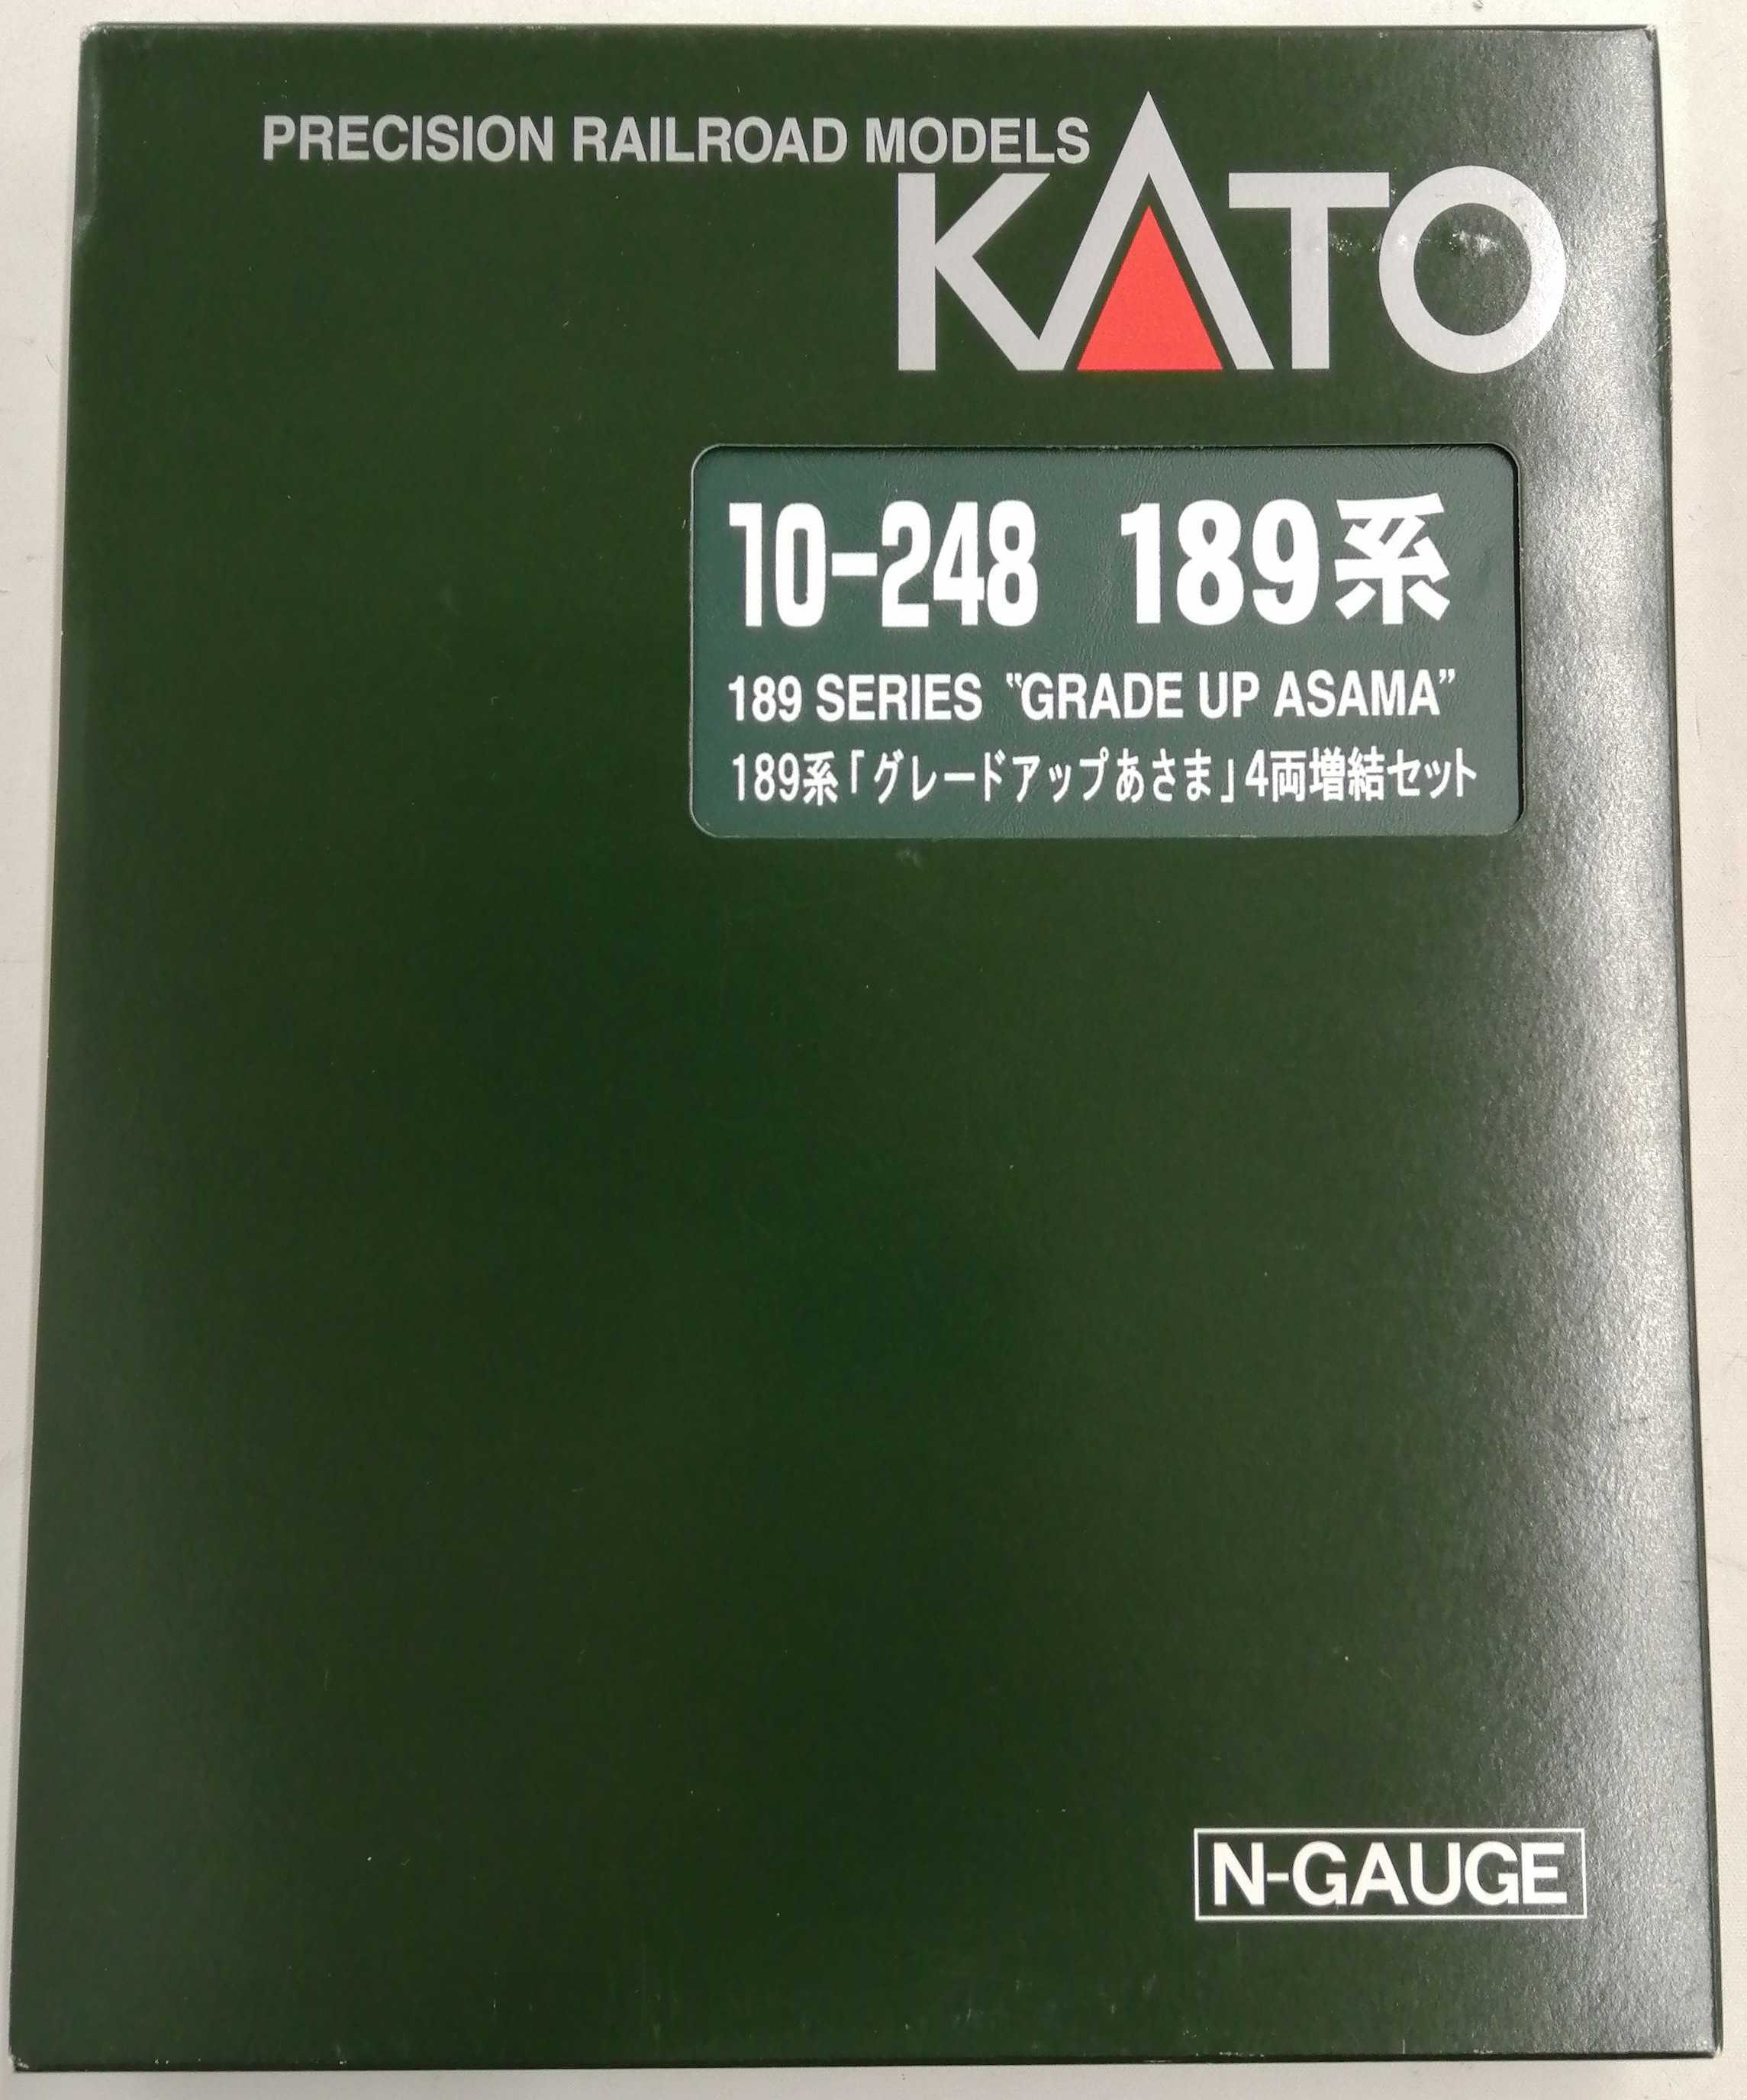 PRECISION RAILROAD MODELS
KATO
10-248 189系
189 SERIES “GRADE UP ASAMA”
189系「グレードアップあさま」4両増結セット
N-GAUGE